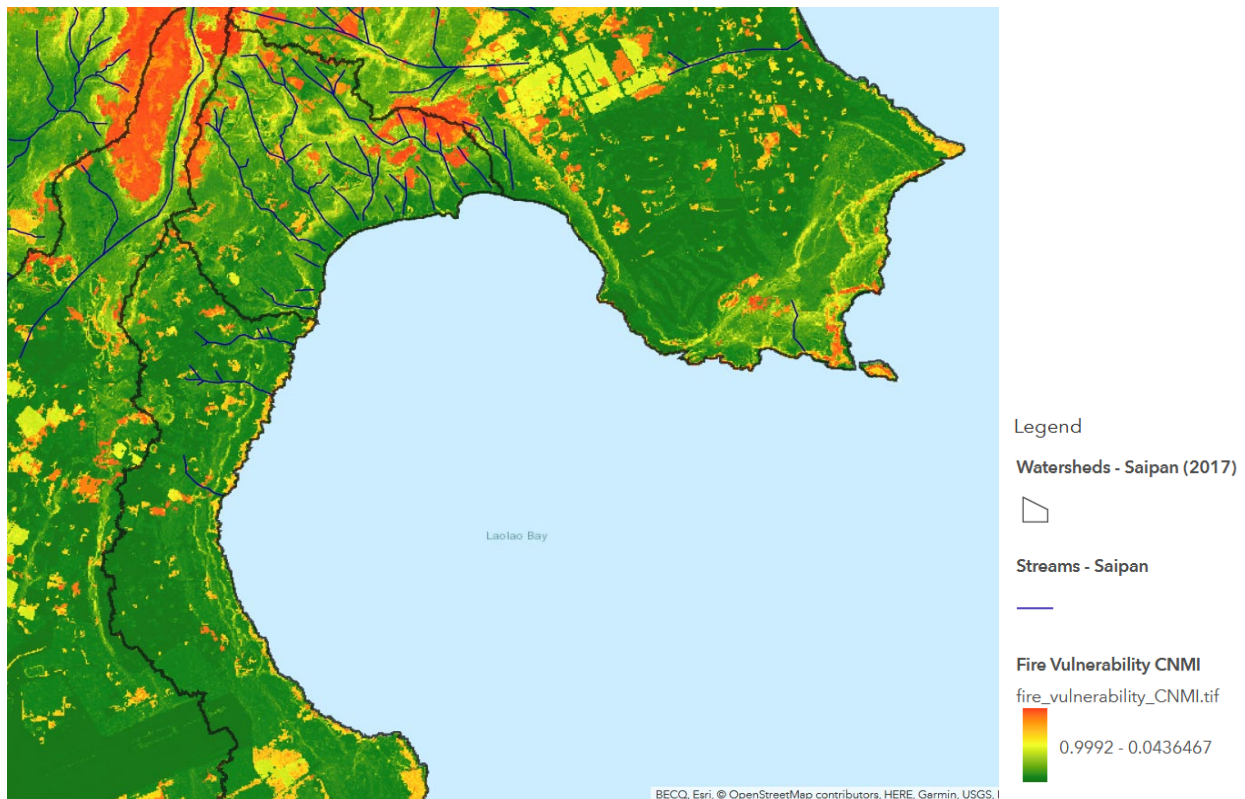 Laolao Bay
BECQ, Esri, © OpenStreetMap contributors, HERE, Garmin, USGS,
Legend
Watersheds - Saipan (2017)
Streams - Saipan
Fire Vulnerability CNMI
fire_vulnerability_CNMI.tif
0.9992 - 0.0436467